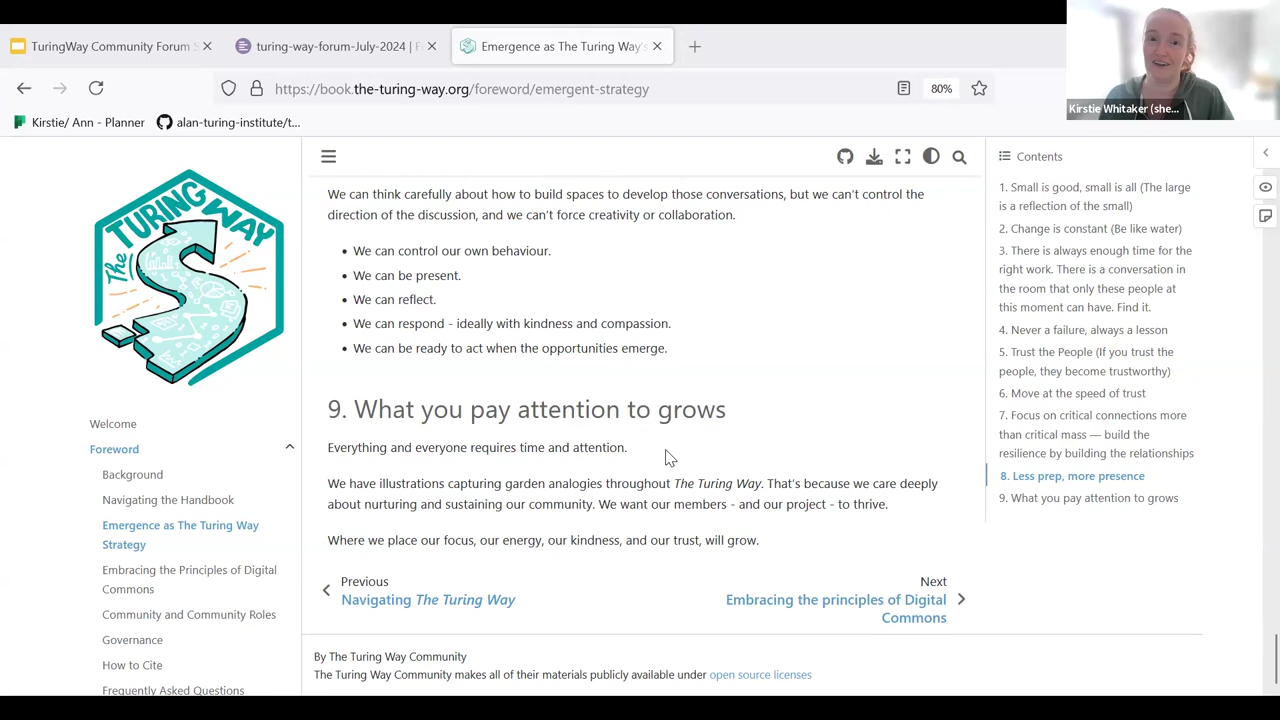 TuringWay Community Forum S
turing-way-forum-July-2024 | F
Emergence as The Turing Way's
https://book.the-turing-way.org/foreword/emergent-strategy
80%
Kirstie Whitaker (she...
Kirstie/ Ann - Planner
alan-turing-institute/t...
The
TURING
WAY
Welcome
Foreword
Background
Navigating the Handbook
Emergence as The Turing Way
Strategy
Embracing the Principles of Digital
Commons
Community and Community Roles
Governance
How to Cite
Frequently Asked Questions
We can think carefully about how to build spaces to develop those conversations, but we can't control the
direction of the discussion, and we can't force creativity or collaboration.
• We can control our own behaviour.
• We can be present.
• We can reflect.
• We can respond - ideally with kindness and compassion.
• We can be ready to act when the opportunities emerge.
9. What you pay attention to grows
Everything and everyone requires time and attention.
We have illustrations capturing garden analogies throughout The Turing Way. That's because we care deeply
about nurturing and sustaining our community. We want our members - and our project - to thrive.
Where we place our focus, our energy, our kindness, and our trust, will grow.
Previous
Navigating The Turing Way
Next
Embracing the principles of Digital
Commons
By The Turing Way Community
The Turing Way Community makes all of their materials publicly available under open source licenses
Contents
1. Small is good, small is all (The large
is a reflection of the small)
2. Change is constant (Be like water)
3. There is always enough time for the
right work. There is a conversation in
the room that only these people at
this moment can have. Find it.
4. Never a failure, always a lesson
5. Trust the People (If you trust the
people, they become trustworthy)
6. Move at the speed of trust
7. Focus on critical connections more
than critical mass — build the
resilience by building the relationships
8. Less prep, more presence
9. What you pay attention to grows